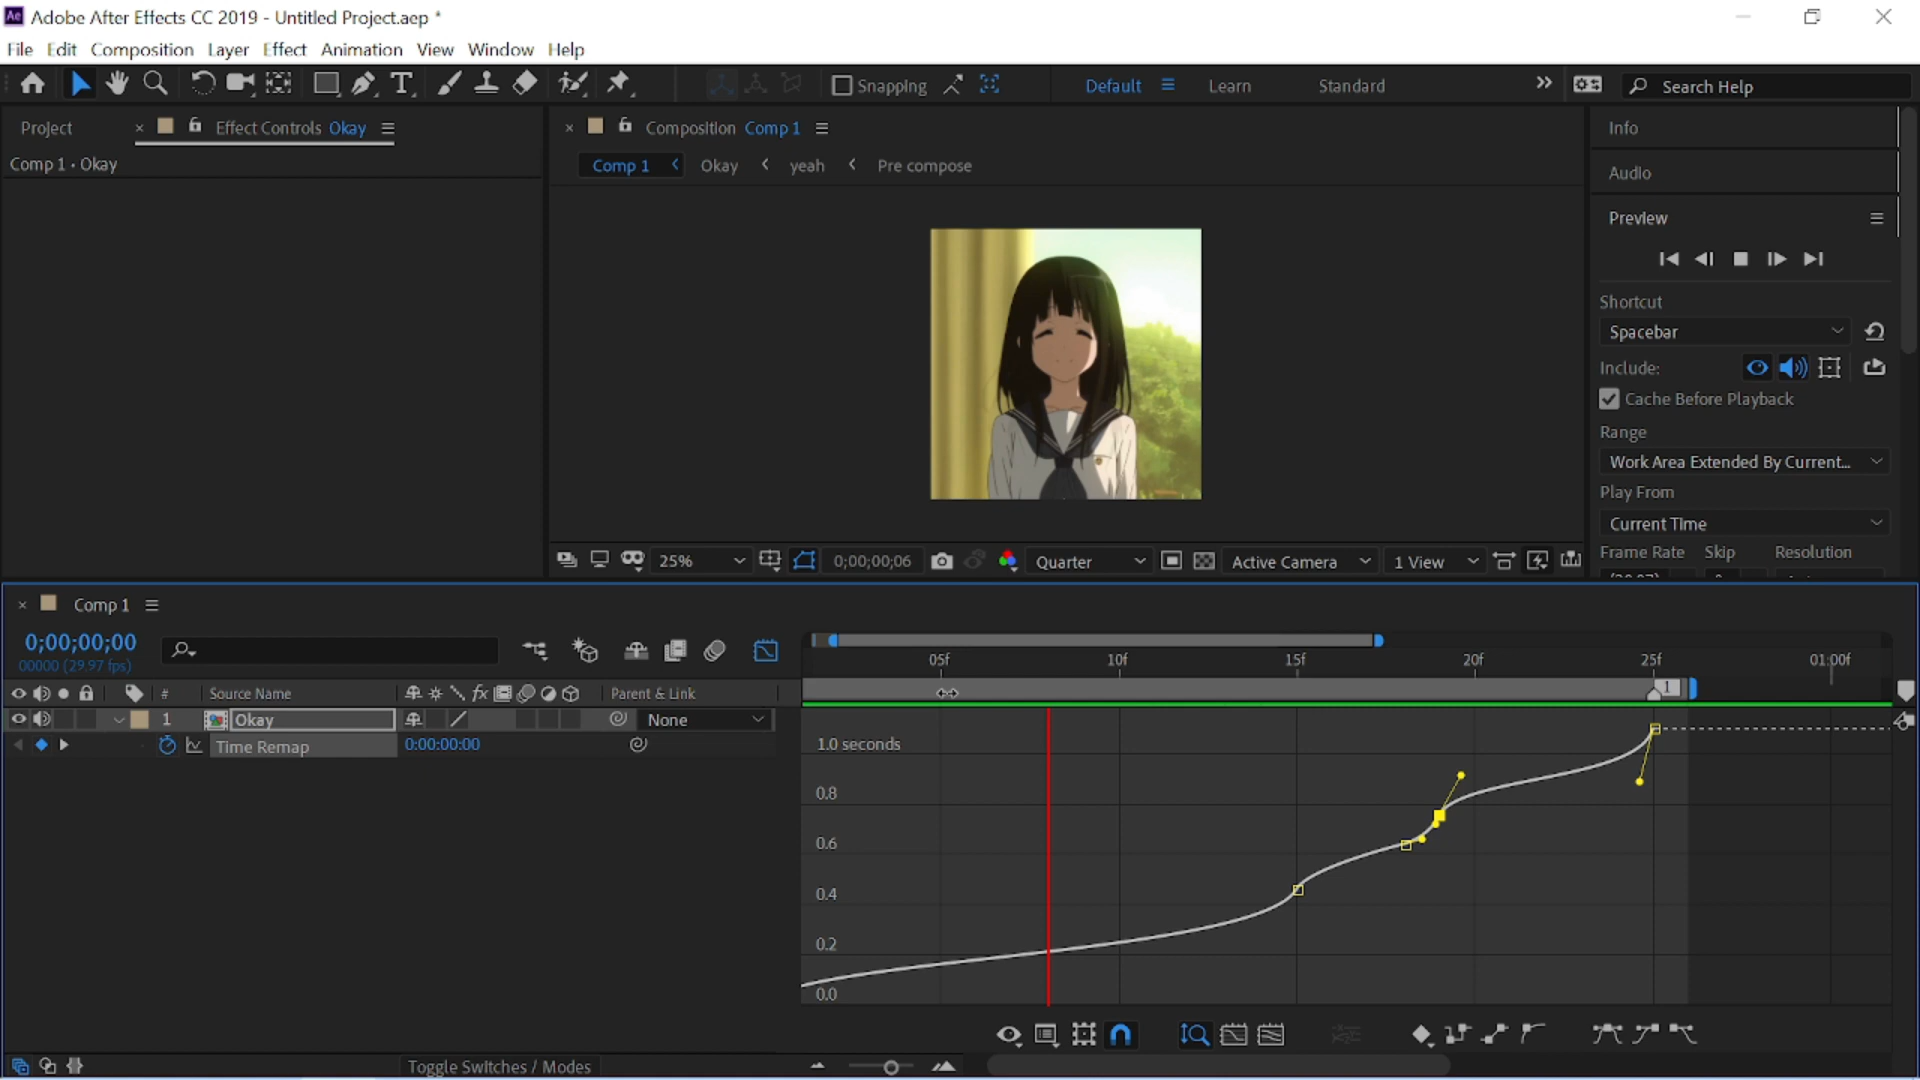 Ae Adobe After Effects CC 2019 - Untitled Project.aep *
File Edit Composition Layer Effect Animation View Window Help
Snapping Default Learn Standard Search Help
Project Effect Controls Okay
Comp 1 • Okay
Composition Comp 1
Comp 1 Okay yeah Pre compose
Info
Audio
Preview
Shortcut
Spacebar
Include:
Cache Before Playback
Range
Work Area Extended By Current...
Play From
Current TIme
Frame Rate Skip Resolution
25% 0;00;00;06 Quarter Active Camera 1 View
Comp 1
0;00;00;00
00000 (29.97 fps)
05f 10f 15f 20f 25f 01:00f
# Source Name fx Parent & Link
1
1 Okay None
Time Remap 0:00:00:00
1.0 seconds
0.8
0.6
0.4
0.2
0.0
Toggle Switches / Modes